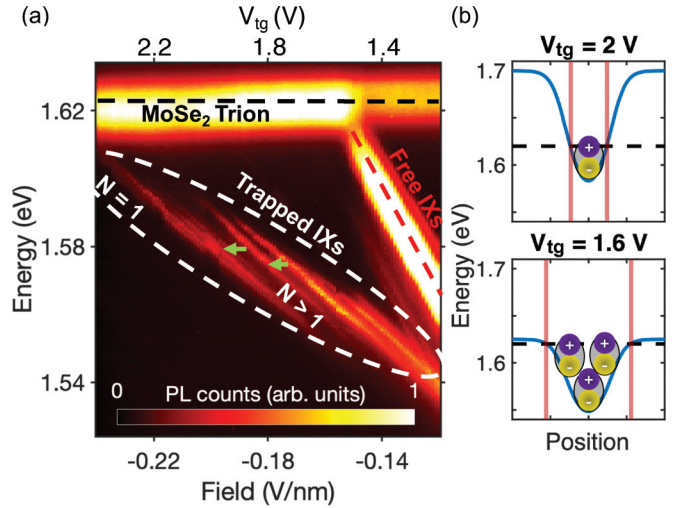 (a)
V_tg (V)
2.2 1.8 1.4
1.62
1.58
1.54
Energy (eV)
MoSe₂ Trion
Free IXs
Trapped IXs
N = 1
N > 1
0 PL counts (arb. units) 1
-0.22 -0.18 -0.14
Field (V/nm)
(b)
V_tg = 2 V
1.7
1.6
+
-
V_tg = 1.6 V
1.7
1.6
+ +
- -
+
-
Energy (eV)
Position